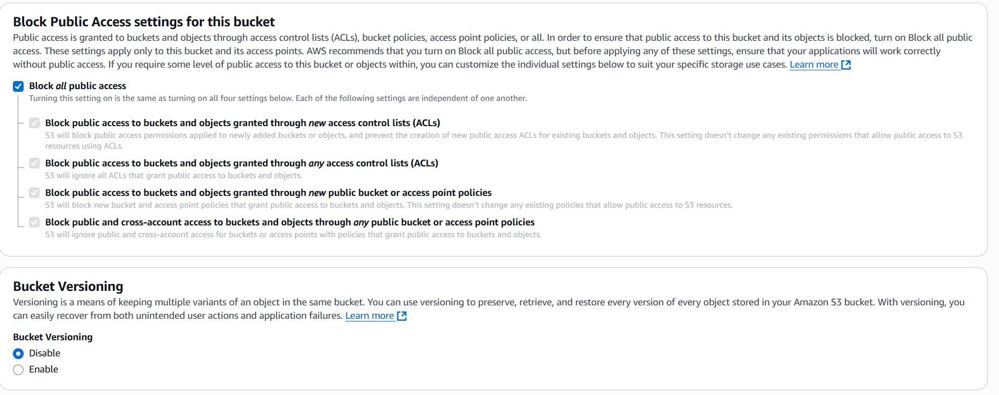 Block Public Access settings for this bucket
Public access is granted to buckets and objects through access control lists (ACLs), bucket policies, access point policies, or all. In order to ensure that public access to this bucket and its objects is blocked, turn on Block all public
access. These settings apply only to this bucket and its access points. AWS recommends that you turn on Block all public access, but before applying any of these settings, ensure that your applications will work correctly
without public access. If you require some level of public access to this bucket or objects within, you can customize the individual settings below to suit your specific storage use cases. Learn more
Block all public access
Turning this setting on is the same as turning on all four settings below. Each of the following settings are independent of one another.
Block public access to buckets and objects granted through new access control lists (ACLs)
S3 will block public access permissions applied to newly added buckets or objects, and prevent the creation of new public access ACLs for existing buckets and objects. This setting doesn't change any existing permissions that allow public access to S3
resources using ACLs.
Block public access to buckets and objects granted through any access control lists (ACLs)
S3 will ignore all ACLs that grant public access to buckets and objects.
Block public access to buckets and objects granted through new public bucket or access point policies
S3 will block new bucket and access point policies that grant public access to buckets and objects. This setting doesn't change any existing policies that allow public access to S3 resources.
Block public and cross-account access to buckets and objects through any public bucket or access point policies
S3 will ignore public and cross-account access for buckets or access points with policies that grant public access to buckets and objects.
Bucket Versioning
Versioning is a means of keeping multiple variants of an object in the same bucket. You can use versioning to preserve, retrieve, and restore every version of every object stored in your Amazon S3 bucket. With versioning, you
can easily recover from both unintended user actions and application failures. Learn more
Bucket Versioning
Disable
Enable